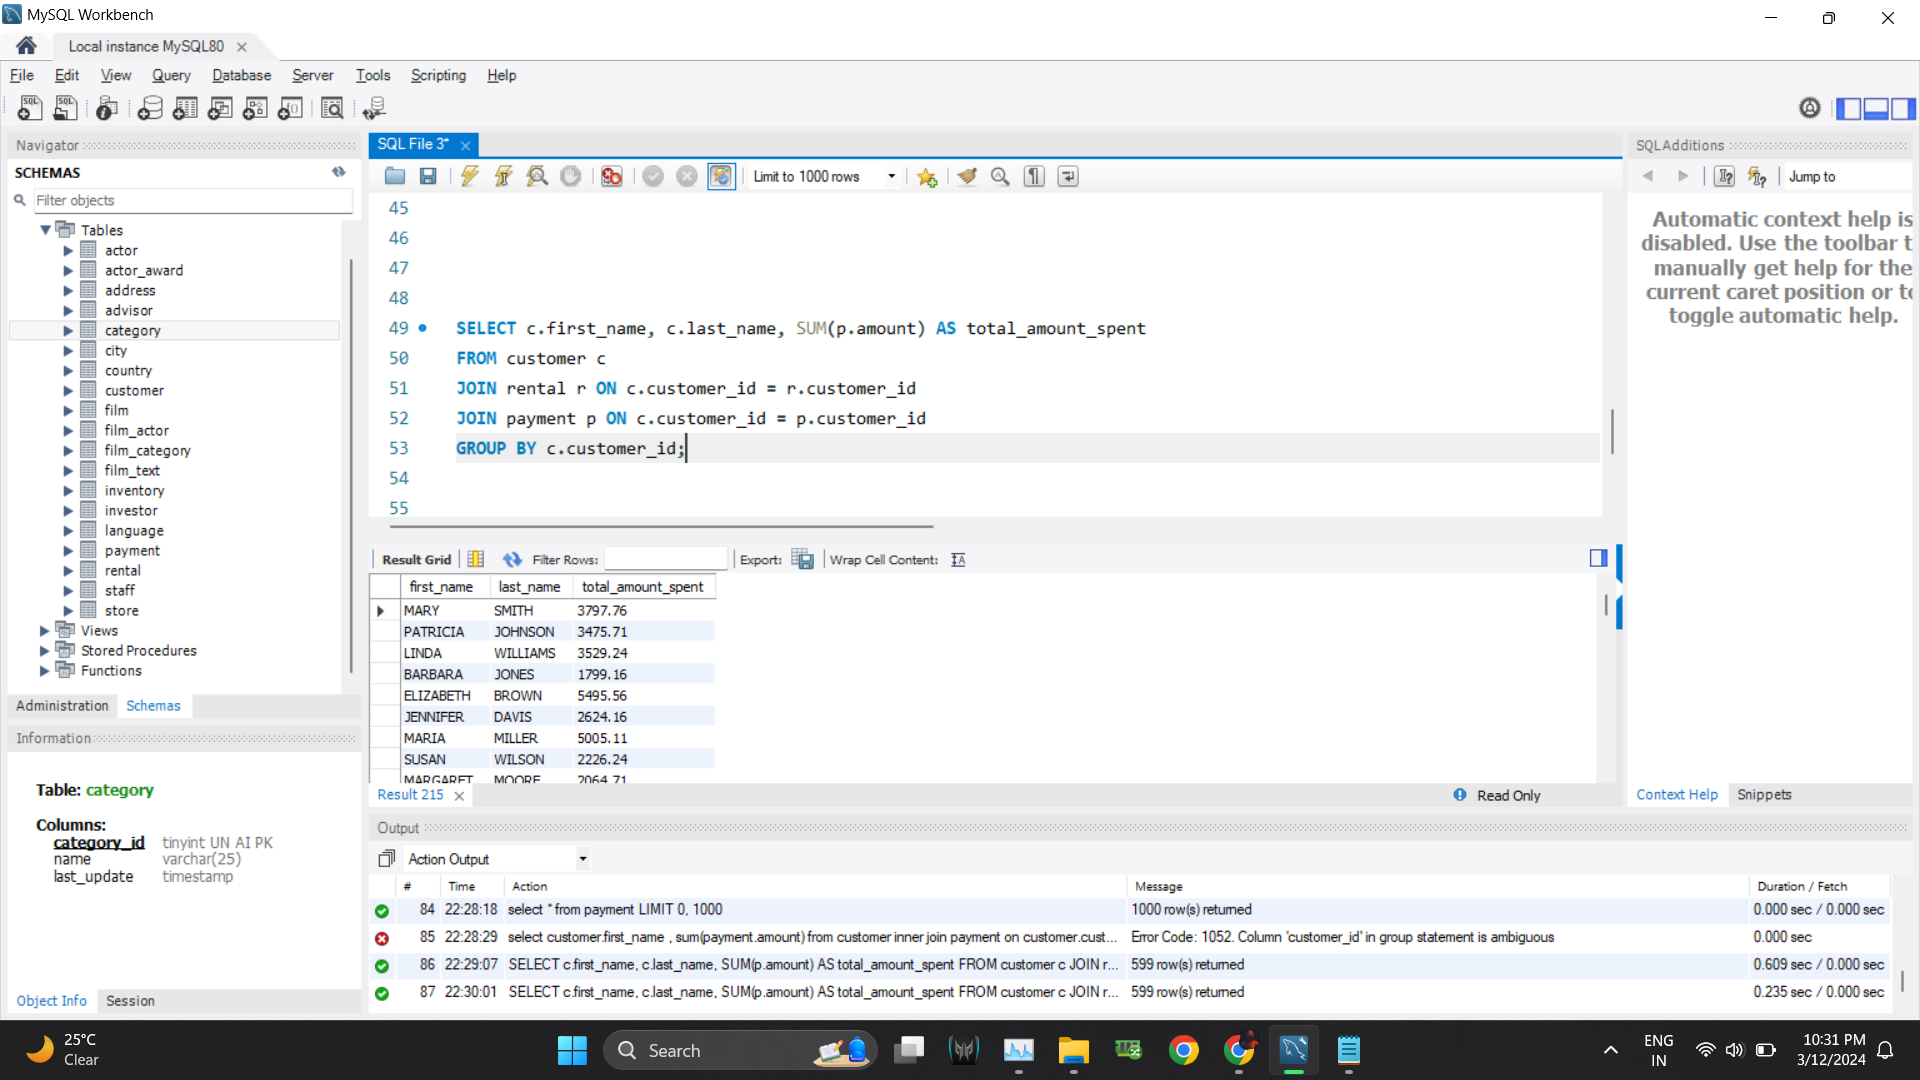 MySQL Workbench
Local instance MySQL80
File Edit View Query Database Server Tools Scripting Help
Navigator
SCHEMAS
Filter objects
Tables
actor
actor_award
address
advisor
category
city
country
customer
film
film_actor
film_category
film_text
inventory
investor
language
payment
rental
staff
store
Views
Stored Procedures
Functions
Administration Schemas
Information
Table: category
Columns:
category_id tinyint UN AI PK
name varchar(25)
last_update timestamp
Object Info Session
SQL File 3*
Limit to 1000 rows
45
46
47
48
49 SELECT c.first_name, c.last_name, SUM(p.amount) AS total_amount_spent
50 FROM customer c
51 JOIN rental r ON c.customer_id = r.customer_id
52 JOIN payment p ON c.customer_id = p.customer_id
53 GROUP BY c.customer_id;
54
55
Result Grid Filter Rows: Export: Wrap Cell Content:
first_name last_name total_amount_spent
MARY SMITH 3797.76
PATRICIA JOHNSON 3475.71
LINDA WILLIAMS 3529.24
BARBARA JONES 1799.16
ELIZABETH BROWN 5495.56
JENNIFER DAVIS 2624.16
MARIA MILLER 5005.11
SUSAN WILSON 2226.24
MARGARET MOORE 2064.71
Result 215
Read Only
SQLAdditions
Jump to
Automatic context help is
disabled. Use the toolbar t
manually get help for the
current caret position or to
toggle automatic help.
Context Help Snippets
Output
Action Output
# Time Action Message Duration / Fetch
84 22:28:18 select * from payment LIMIT 0, 1000 1000 row(s) returned 0.000 sec / 0.000 sec
85 22:28:29 select customer.first_name , sum(payment.amount) from customer inner join payment on customer.cust... Error Code: 1052. Column 'customer_id' in group statement is ambiguous 0.000 sec
86 22:29:07 SELECT c.first_name, c.last_name, SUM(p.amount) AS total_amount_spent FROM customer c JOIN r... 599 row(s) returned 0.609 sec / 0.000 sec
87 22:30:01 SELECT c.first_name, c.last_name, SUM(p.amount) AS total_amount_spent FROM customer c JOIN r... 599 row(s) returned 0.235 sec / 0.000 sec
25°C
Clear
Search
ENG
IN
10:31 PM
3/12/2024